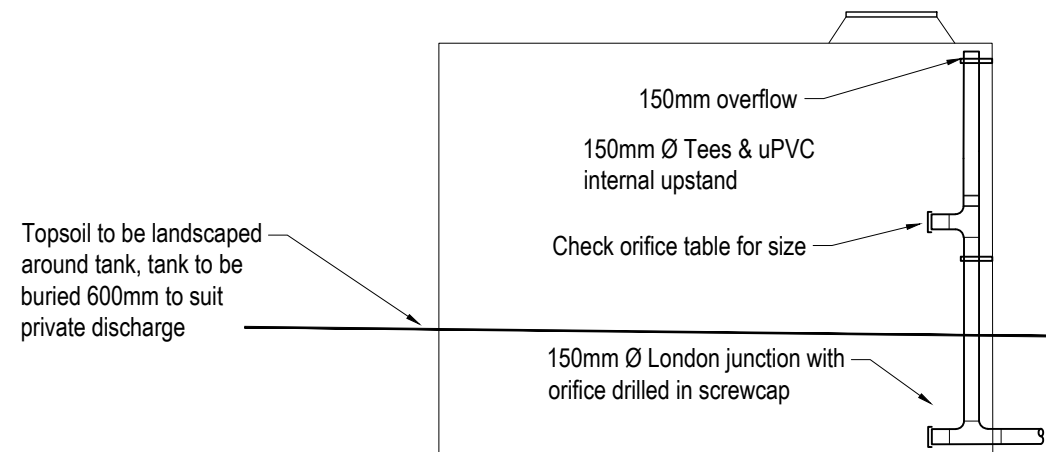 150mm overflow
150mm Ø Tees & uPVC
internal upstand
Check orifice table for size
Topsoil to be landscaped
around tank, tank to be
buried 600mm to suit
private discharge
150mm Ø London junction with
orifice drilled in screwcap